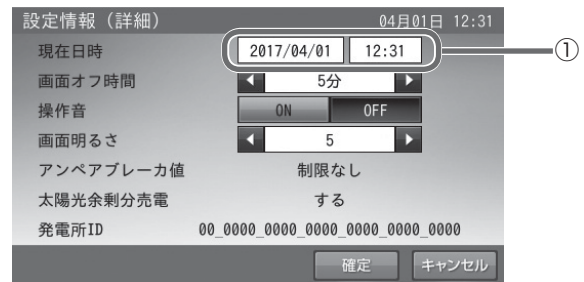 設定情報（詳細） 04月01日 12:31
現在日時 2017/04/01 12:31 ①
画面オフ時間 ◀ 5分 ▶
操作音 ON OFF
画面明るさ ◀ 5 ▶
アンペアブレーカ値 制限なし
太陽光余剰分売電 する
発電所ID 00_0000_0000_0000_0000_0000_0000
確定 キャンセル